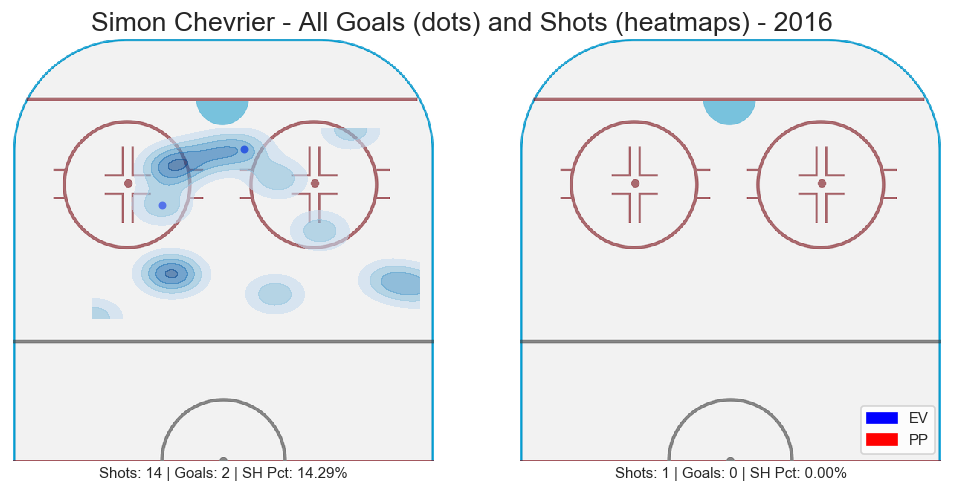 Simon Chevrier - All Goals (dots) and Shots (heatmaps) - 2016
EV
PP
Shots: 14 | Goals: 2 | SH Pct: 14.29%
Shots: 1 | Goals: 0 | SH Pct: 0.00%